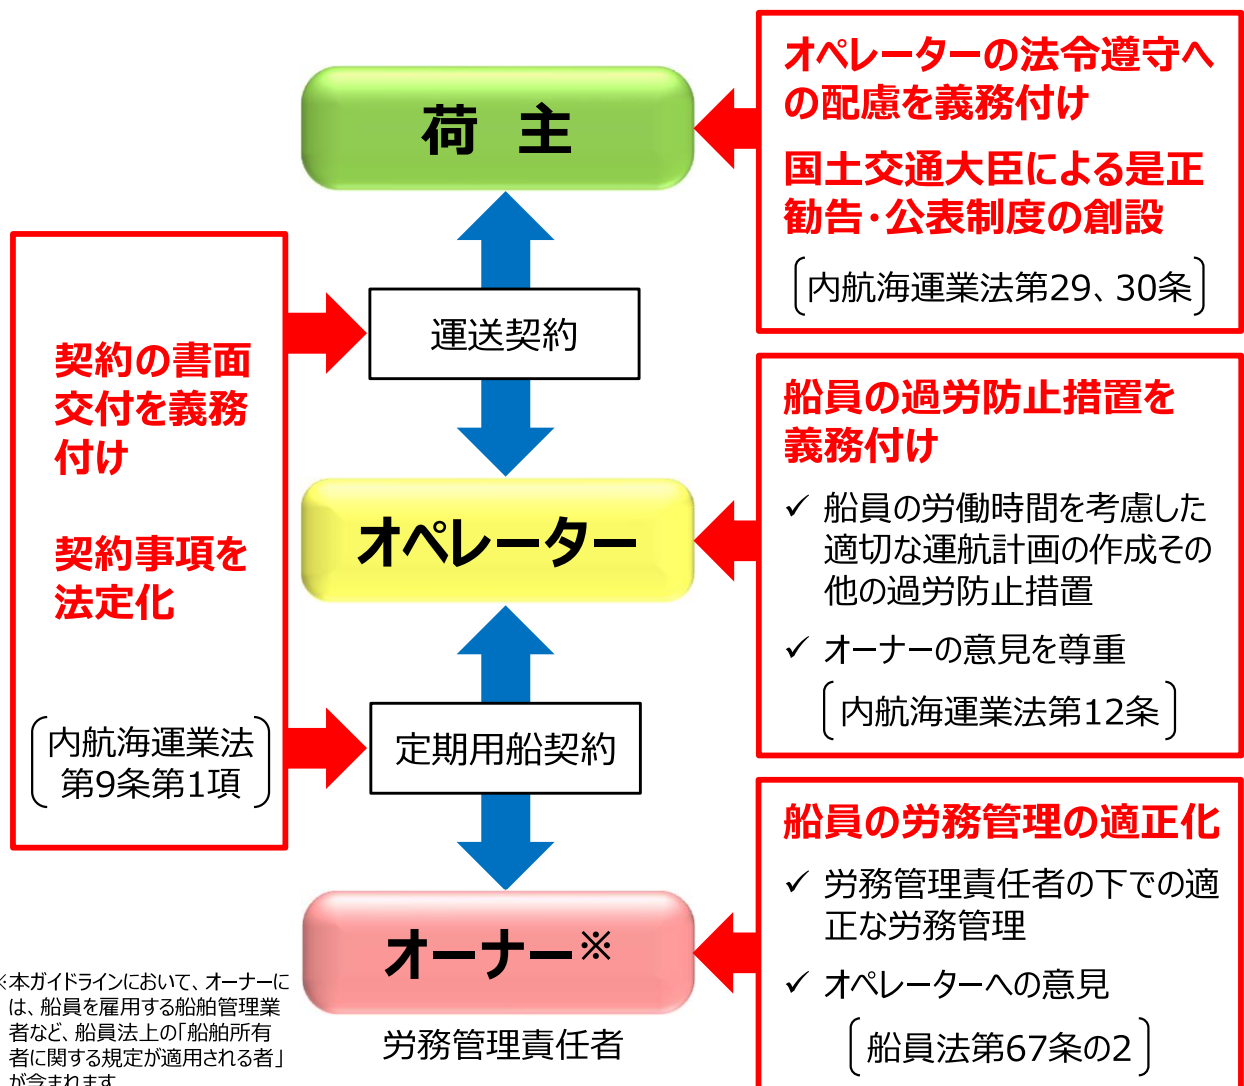 荷 主
オペレーターの法令遵守へ
の配慮を義務付け
国土交通大臣による是正
勧告・公表制度の創設
内航海運業法第29、30条
契約の書面
交付を義務
付け
契約事項を
法定化
内航海運業法
第9条第1項
運送契約
オペレーター
船員の過労防止措置を
義務付け
✓ 船員の労働時間を考慮した
適切な運航計画の作成その
他の過労防止措置
✓ オーナーの意見を尊重
内航海運業法第12条
定期用船契約
オーナー※
労務管理責任者
船員の労務管理の適正化
✓ 労務管理責任者の下での適
正な労務管理
✓ オペレーターへの意見
船員法第67条の2
※本ガイドラインにおいて、オーナーに
は、船員を雇用する船舶管理業
者など、船員法上の「船舶所有
者に関する規定が適用される者」
が含まれます